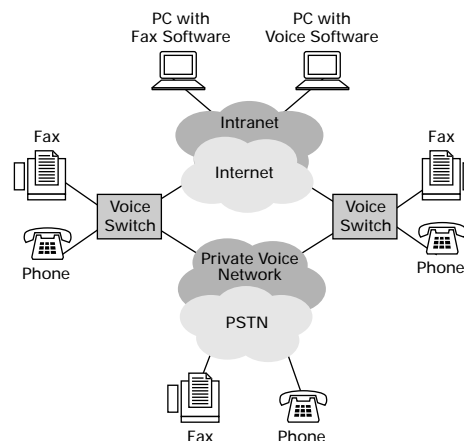 PC with
Fax Software
PC with
Voice Software
Intranet
Fax
Fax
Internet
Voice
Switch
Voice
Switch
Phone
Phone
Private Voice
Network
PSTN
Fax
Phone